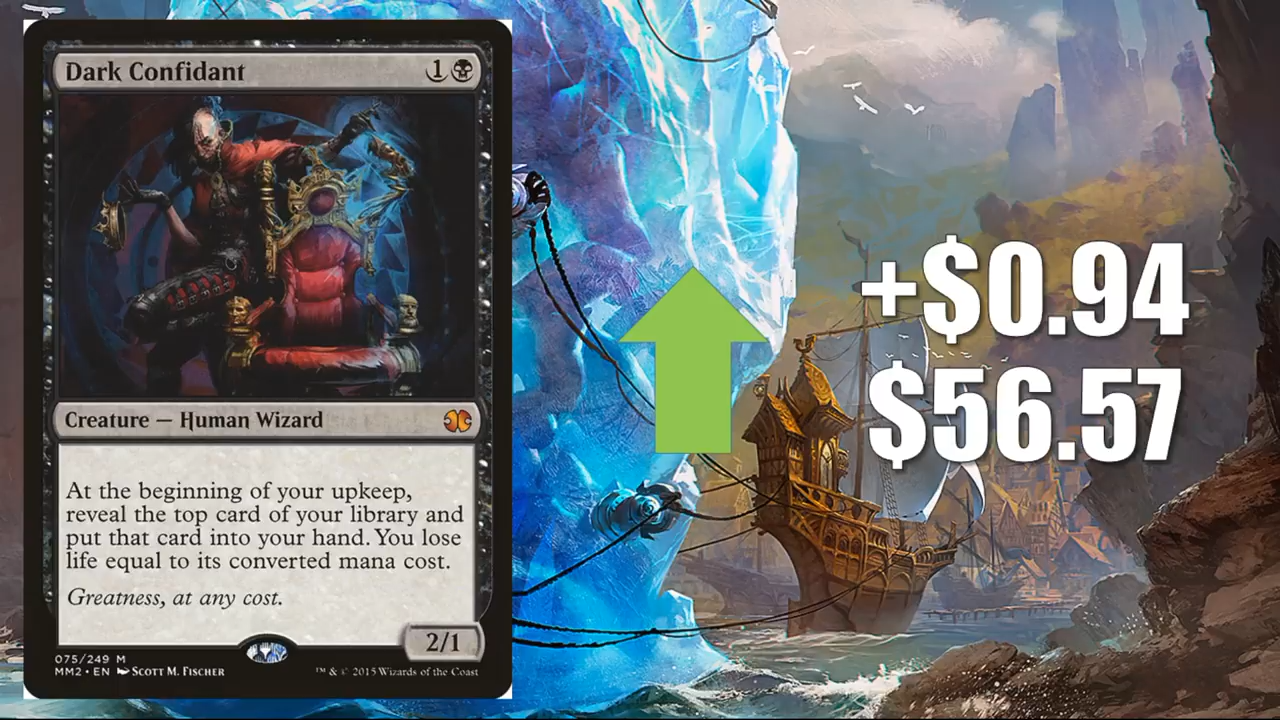 Dark Confidant 1
Creature — Human Wizard
At the beginning of your upkeep,
reveal the top card of your library and
put that card into your hand. You lose
life equal to its converted mana cost.
Greatness, at any cost.
2/1
075/249 M
MM2 • EN Scott M. Fischer
™ & © 2015 Wizards of the Coast
+$0.94
$56.57